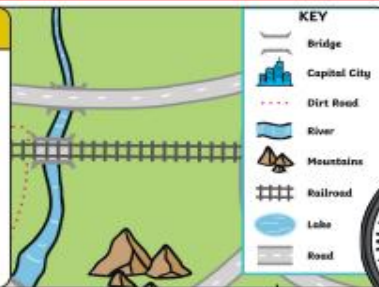 KEY
Bridge
Capital City
Dirt Road
River
Mountains
Railroad
Lake
Road